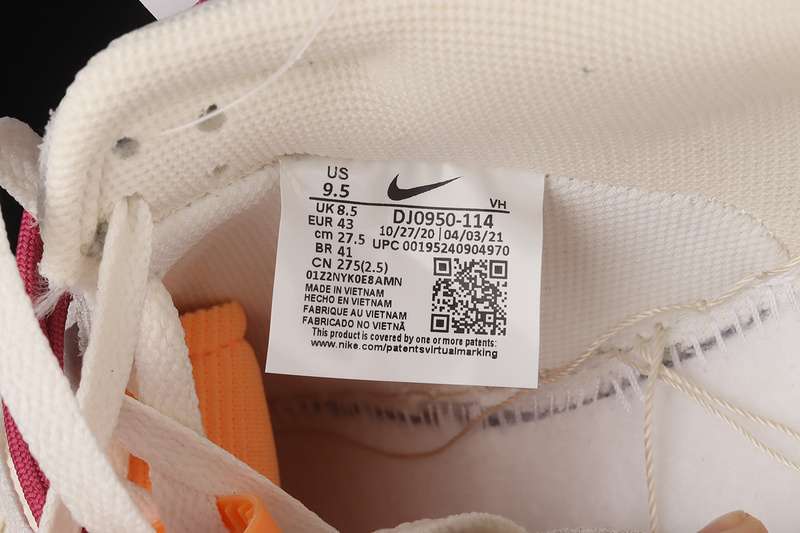 US
9.5
VH
UK 8.5
DJ0950-114
EUR 43
10/27/20 04/03/21
cm 27.5
UPC 00195240904970
BR 41
CN 275(2.5)
01Z2NYK0E8AMN
MADE IN VIETNAM
HECHO EN VIETNAM
FABRIQUE AU VIETNAM
FABRICADO NO VIETNÃ
This product is covered by one or more patents:
www.nike.com/patentsvirtualmarking